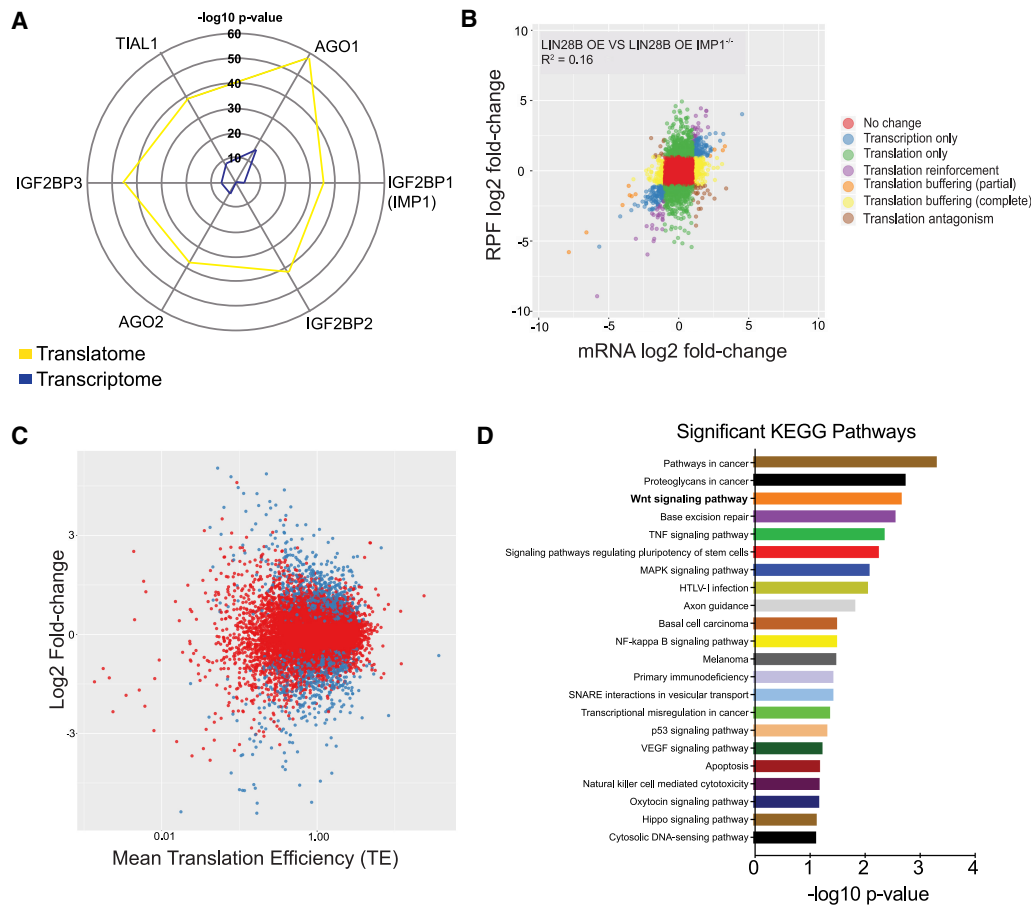 A
-log10 p-value
60
50
40
30
20
10
TIAL1
AGO1
IGF2BP3
IGF2BP1
(IMP1)
AGO2
IGF2BP2
Translatome
Transcriptome
B
LIN28B OE VS LIN28B OE IMP1-/-
R² = 0.16
10
5
0
-5
-10
RPF log2 fold-change
-10
-5
0
5
10
mRNA log2 fold-change
No change
Transcription only
Translation only
Translation reinforcement
Translation buffering (partial)
Translation buffering (complete)
Translation antagonism
C
Log2 Fold-change
3
0
-3
0.01
1.00
Mean Translation Efficiency (TE)
D
Significant KEGG Pathways
Pathways in cancer
Proteoglycans in cancer
Wnt signaling pathway
Base excision repair
TNF signaling pathway
Signaling pathways regulating pluripotency of stem cells
MAPK signaling pathway
HTLV-I infection
Axon guidance
Basal cell carcinoma
NF-kappa B signaling pathway
Melanoma
Primary immunodeficiency
SNARE interactions in vesicular transport
Transcriptional misregulation in cancer
p53 signaling pathway
VEGF signaling pathway
Apoptosis
Natural killer cell mediated cytotoxicity
Oxytocin signaling pathway
Hippo signaling pathway
Cytosolic DNA-sensing pathway
0
1
2
3
4
-log10 p-value